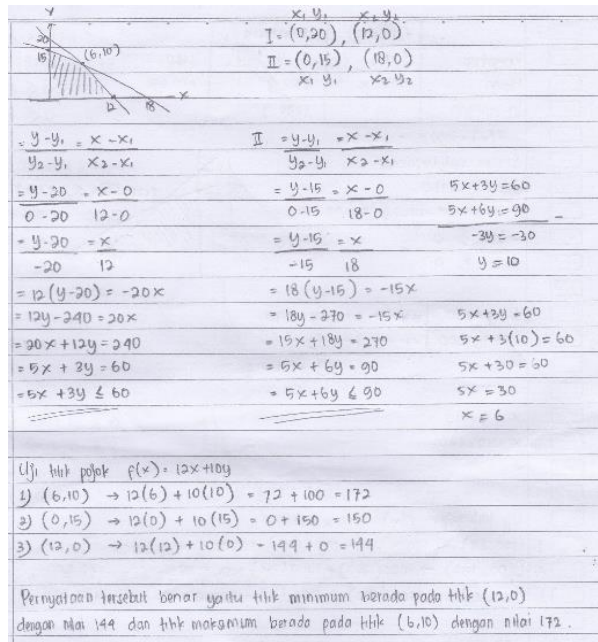 Y
20
15
(6,10)
12
18
X
x₁ y₁ x₂ y₂
I = (0,20), (12,0)
II = (0,15), (18,0)
x₁ y₁ x₂ y₂
= y-y₁ = x-x₁
y₂-y₁ x₂-x₁
= y-20 = x-0
0-20 12-0
= y-20 = x
-20 12
= 12(y-20) = -20x
= 12y-240 = 20x
= 20x+12y = 240
= 5x + 3y = 60
= 5x + 3y ≤ 60
II = y-y₁ = x-x₁
y₂-y₁ x₂-x₁
= y-15 = x-0
0-15 18-0
= y-15 = x
-15 18
= 18(y-15) = -15x
= 18y-270 = -15x
= 15x+18y = 270
= 5x + 6y = 90
= 5x+6y ≤ 90
5x+3y=60
5x+6y=90 -
-3y = -30
y = 10
5x+3y=60
5x+3(10)=60
5x+30=60
5x = 30
x = 6
Uji titik pojok f(x) = 12x+10y
1) (6,10) → 12(6) + 10(10) = 72 + 100 = 172
2) (0,15) → 12(0) + 10(15) = 0 + 150 = 150
3) (12,0) → 12(12) + 10(0) = 144 + 0 = 144
Pernyataan tersebut benar yaitu titik minimum berada pada titik (12,0)
dengan nilai 144 dan titik maksimum berada pada titik (6,10) dengan nilai 172.